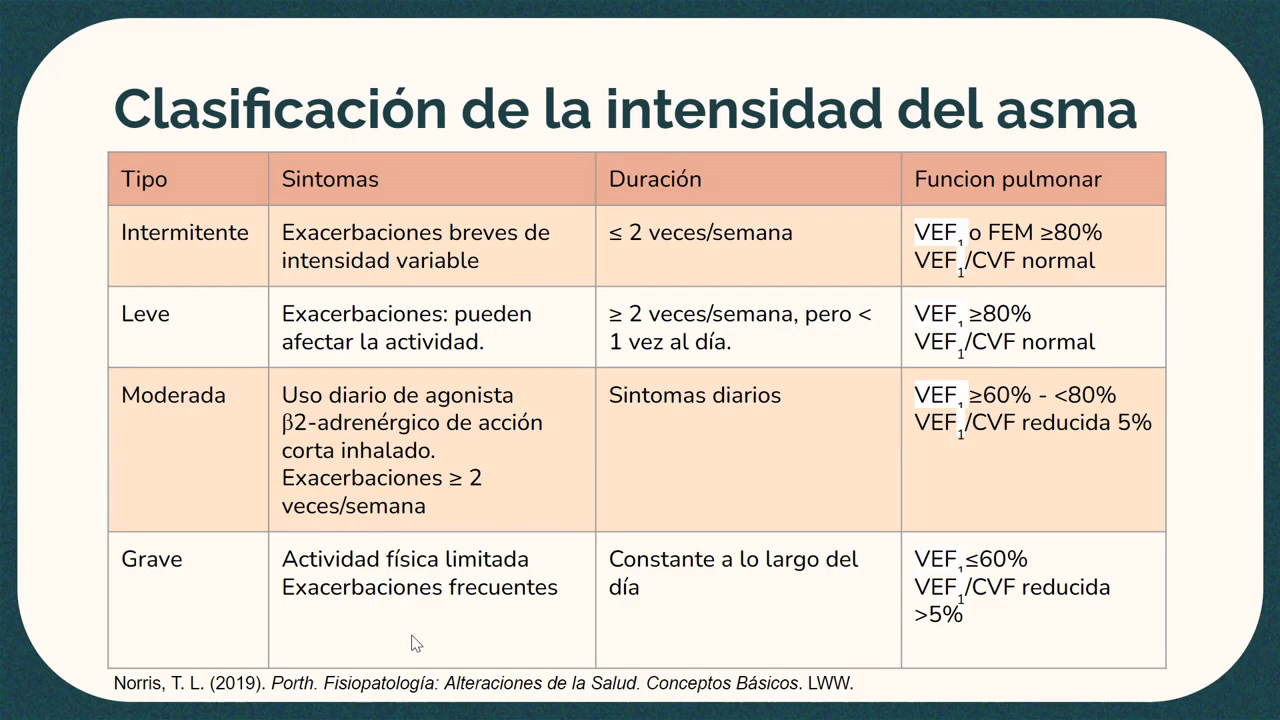 Clasificación de la intensidad del asma
Tipo
Sintomas
Duración
Funcion pulmonar
Intermitente
Exacerbaciones breves de
intensidad variable
≤ 2 veces/semana
VEF₁ o FEM ≥80%
VEF₁/CVF normal
Leve
Exacerbaciones: pueden
afectar la actividad.
≥ 2 veces/semana, pero <
1 vez al día.
VEF₁ ≥80%
VEF₁/CVF normal
Moderada
Uso diario de agonista
β2-adrenérgico de acción
corta inhalado.
Exacerbaciones ≥ 2
veces/semana
Sintomas diarios
VEF₁ ≥60% - <80%
VEF₁/CVF reducida 5%
Grave
Actividad física limitada
Exacerbaciones frecuentes
Constante a lo largo del
día
VEF₁ ≤60%
VEF₁/CVF reducida
>5%
Norris, T. L. (2019). Porth. Fisiopatología: Alteraciones de la Salud. Conceptos Básicos. LWW.